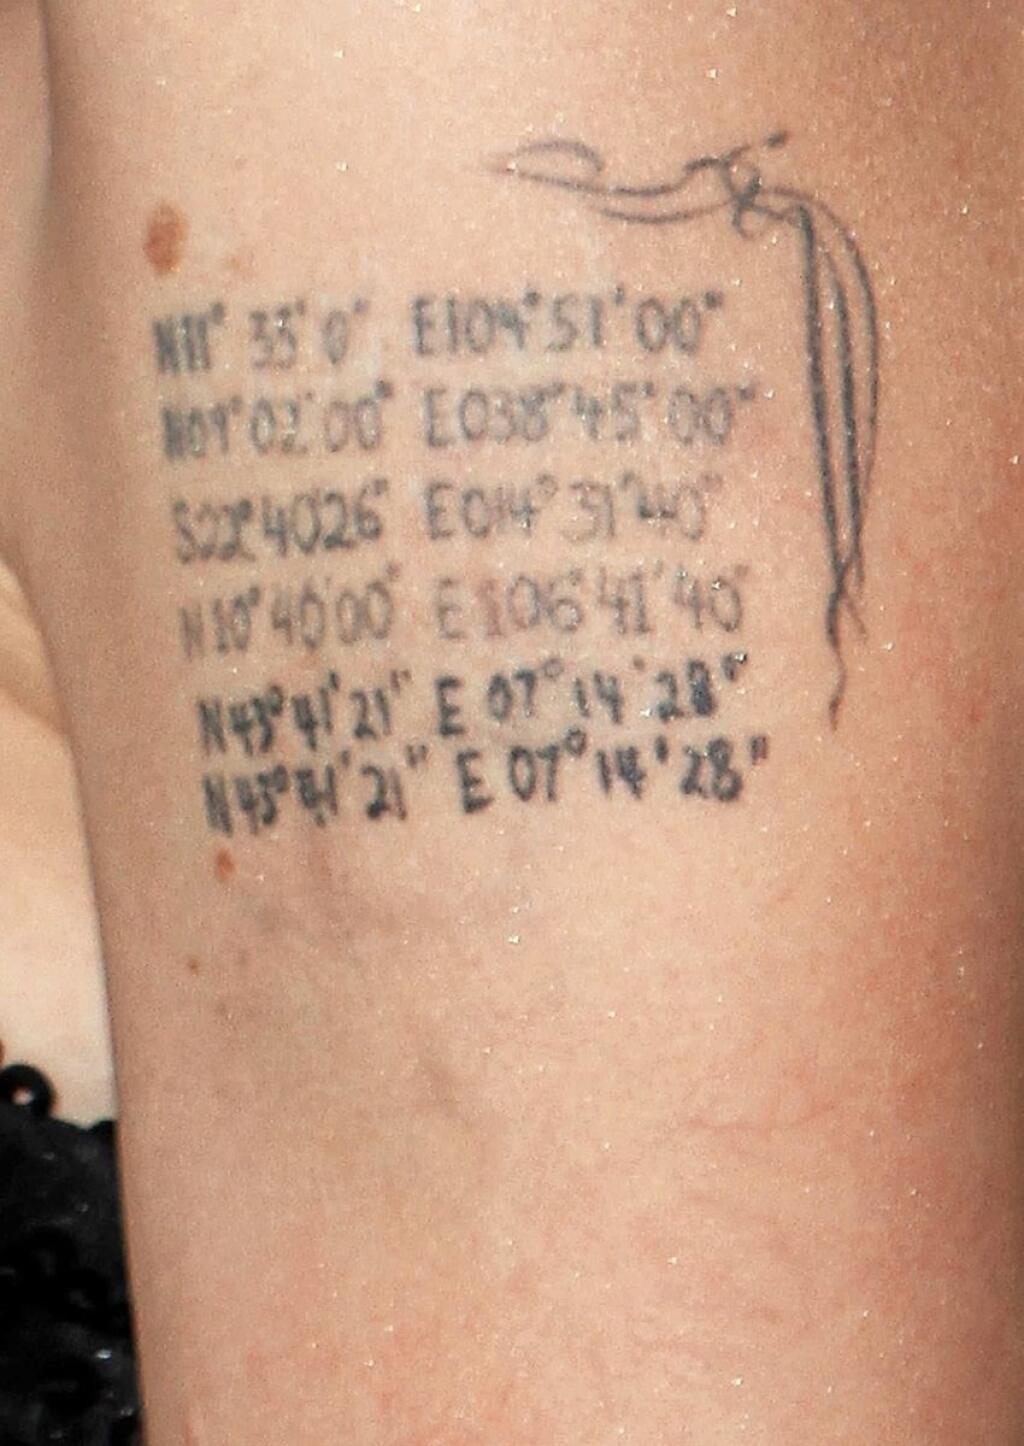 N11° 33' 0" E104°51'00"
N09°02'00" E038°45'00"
S22°40'26" E014°31'40"
N10°46'00" E106°41'40"
N43°41'21" E 07°14'28"
N43°41'21" E 07°14'28"